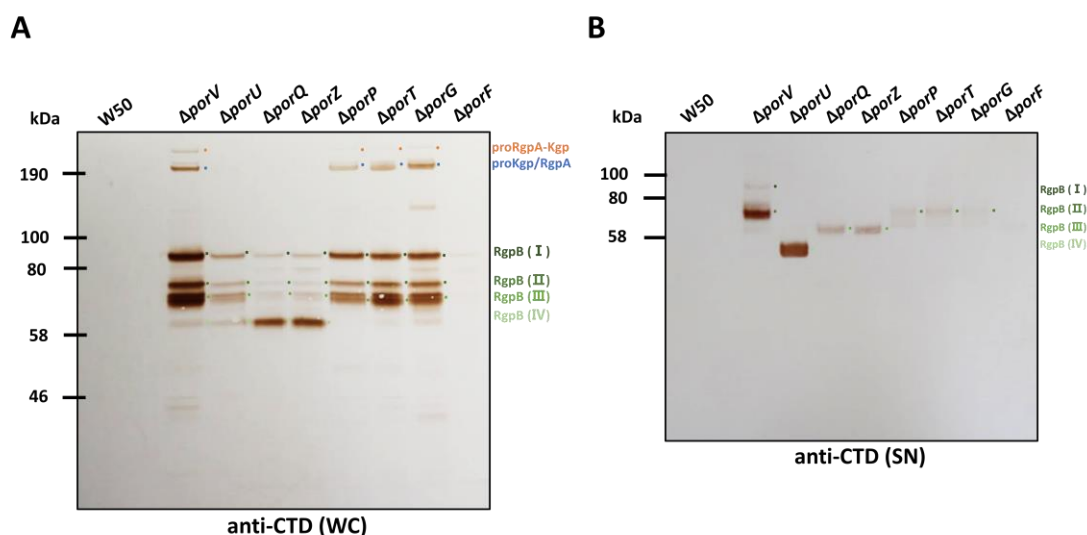 A
kDa
W50
ΔporV
ΔporU
ΔporQ
ΔporZ
ΔporP
ΔporT
ΔporG
ΔporF
190
100
80
58
46
proRgpA-Kgp
proKgp/RgpA
RgpB (Ⅰ)
RgpB (Ⅱ)
RgpB (Ⅲ)
RgpB (Ⅳ)
anti-CTD (WC)
B
kDa
W50
ΔporV
ΔporU
ΔporQ
ΔporZ
ΔporP
ΔporT
ΔporG
ΔporF
100
80
58
RgpB (Ⅰ)
RgpB (Ⅱ)
RgpB (Ⅲ)
RgpB (Ⅳ)
anti-CTD (SN)